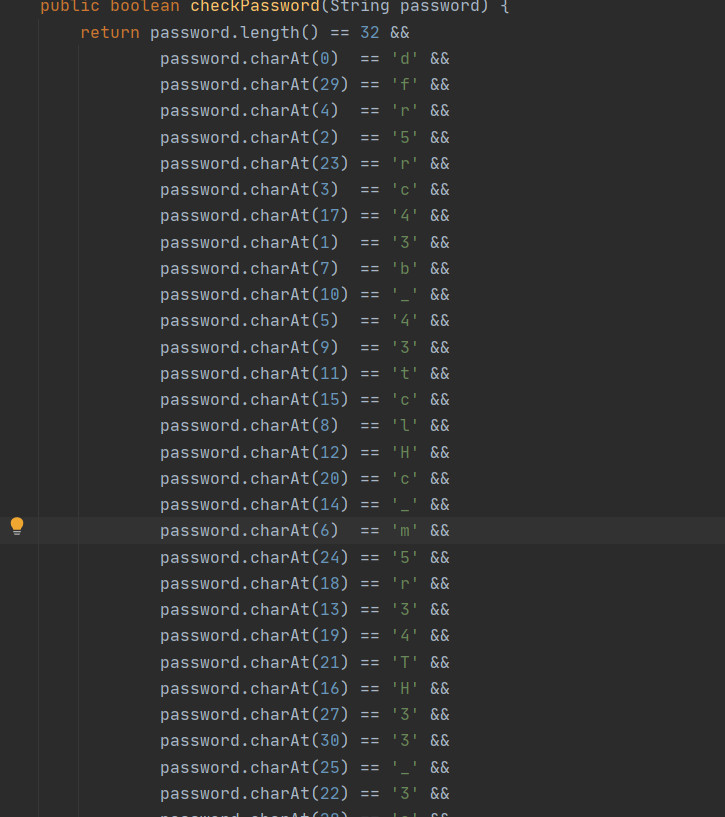 public boolean checkPassword(String password) {
return password.length() == 32 &&
password.charAt(0) == 'd' &&
password.charAt(29) == 'f' &&
password.charAt(4) == 'r' &&
password.charAt(2) == '5' &&
password.charAt(23) == 'r' &&
password.charAt(3) == 'c' &&
password.charAt(17) == '4' &&
password.charAt(1) == '3' &&
password.charAt(7) == 'b' &&
password.charAt(10) == '_' &&
password.charAt(5) == '4' &&
password.charAt(9) == '3' &&
password.charAt(11) == 't' &&
password.charAt(15) == 'c' &&
password.charAt(8) == 'l' &&
password.charAt(12) == 'H' &&
password.charAt(20) == 'c' &&
password.charAt(14) == '_' &&
password.charAt(6) == 'm' &&
password.charAt(24) == '5' &&
password.charAt(18) == 'r' &&
password.charAt(13) == '3' &&
password.charAt(19) == '4' &&
password.charAt(21) == 'T' &&
password.charAt(16) == 'H' &&
password.charAt(27) == '3' &&
password.charAt(30) == '3' &&
password.charAt(25) == '_' &&
password.charAt(22) == '3' &&